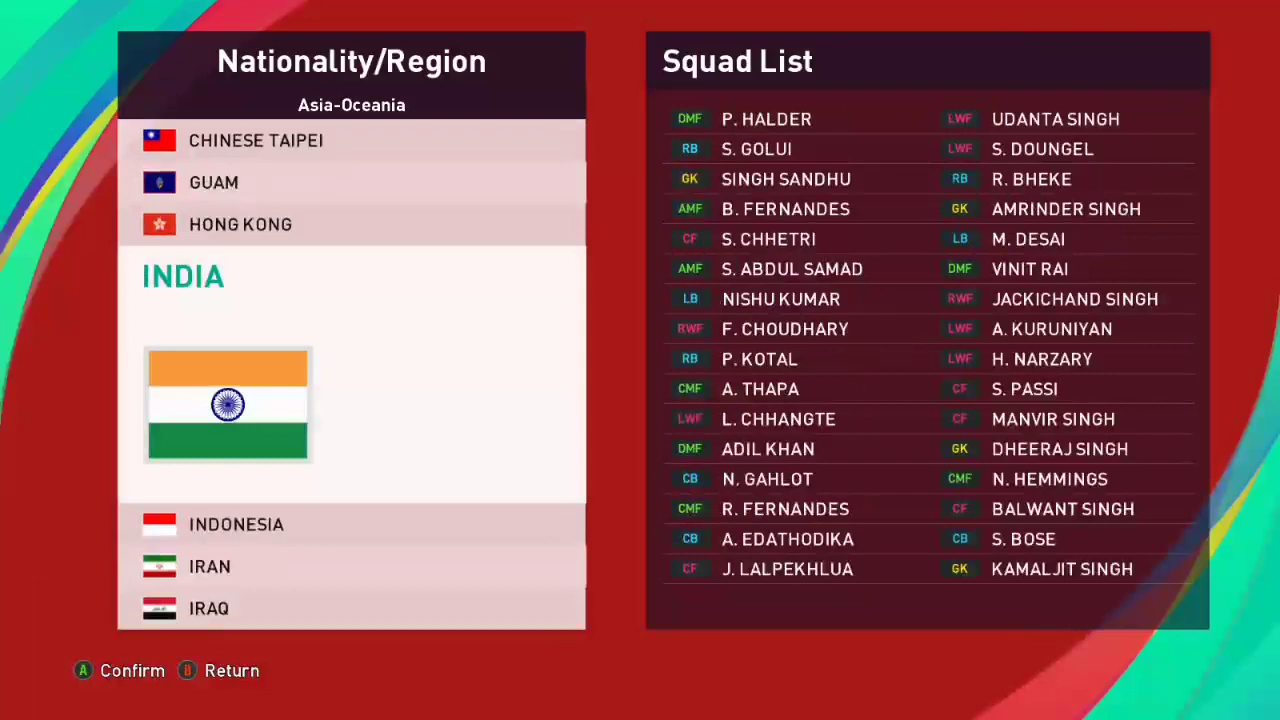 Nationality/Region
Asia-Oceania
CHINESE TAIPEI
GUAM
HONG KONG
INDIA
INDONESIA
IRAN
IRAQ
Squad List
DMF P. HALDER LWF UDANTA SINGH
RB S. GOLUI LWF S. DOUNGEL
GK SINGH SANDHU RB R. BHEKE
AMF B. FERNANDES GK AMRINDER SINGH
CF S. CHHETRI LB M. DESAI
AMF S. ABDUL SAMAD DMF VINIT RAI
LB NISHU KUMAR RWF JACKICHAND SINGH
RWF F. CHOUDHARY LWF A. KURUNIYAN
RB P. KOTAL LWF H. NARZARY
CMF A. THAPA CF S. PASSI
LWF L. CHHANGTE CF MANVIR SINGH
DMF ADIL KHAN GK DHEERAJ SINGH
CB N. GAHLOT CMF N. HEMMINGS
CMF R. FERNANDES CF BALWANT SINGH
CB A. EDATHODIKA CB S. BOSE
CF J. LALPEKHLUA GK KAMALJIT SINGH
A Confirm B Return